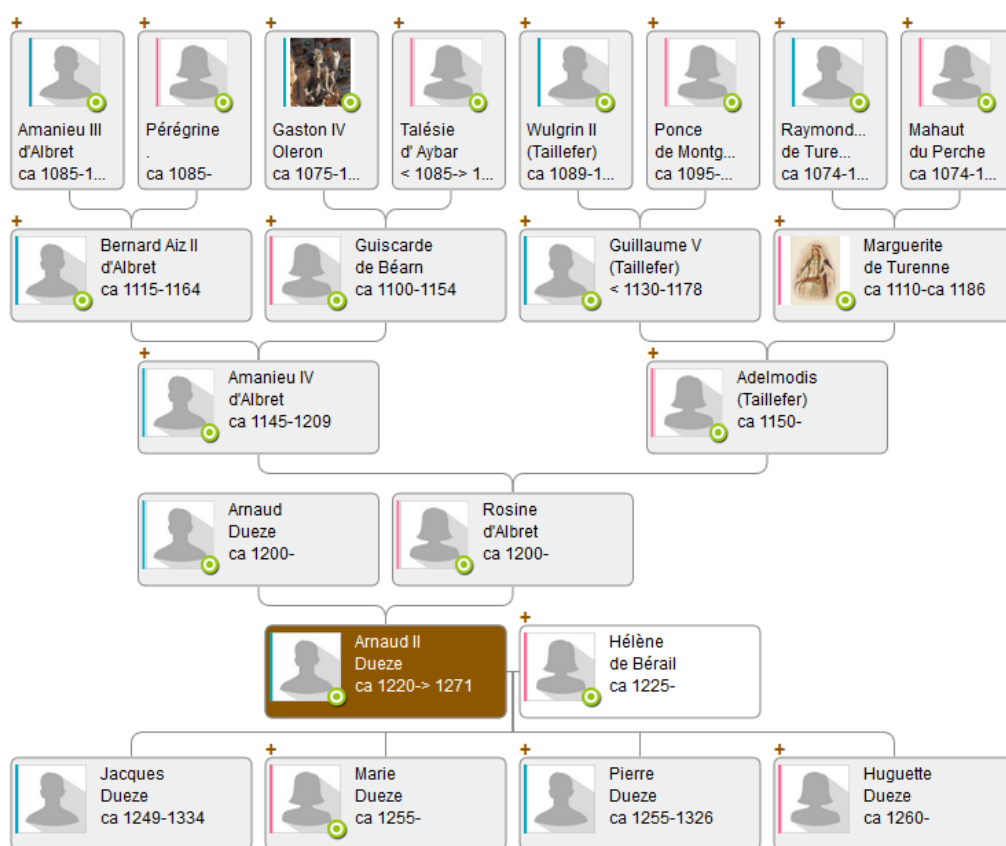 +
+
+
+
+
+
+
+
Amanieu III
d'Albret
ca 1085-1...
Pérégrine
.
ca 1085-
Gaston IV
Oleron
ca 1075-1...
Talésie
d' Aybar
< 1085-> 1...
Wulgrin II
(Taillefer)
ca 1089-1...
Ponce
de Montg...
ca 1095-...
Raymond...
de Ture...
ca 1074-1...
Mahaut
du Perche
ca 1074-1...
+
Bernard Aiz II
d'Albret
ca 1115-1164
+
Guiscarde
de Béarn
ca 1100-1154
+
Guillaume V
(Taillefer)
< 1130-1178
+
Marguerite
de Turenne
ca 1110-ca 1186
+
Amanieu IV
d'Albret
ca 1145-1209
+
Adelmodis
(Taillefer)
ca 1150-
Arnaud
Dueze
ca 1200-
Rosine
d'Albret
ca 1200-
Arnaud II
Dueze
ca 1220-> 1271
+
Hélène
de Bérail
ca 1225-
Jacques
Dueze
ca 1249-1334
+
Marie
Dueze
ca 1255-
+
Pierre
Dueze
ca 1255-1326
+
Huguette
Dueze
ca 1260-